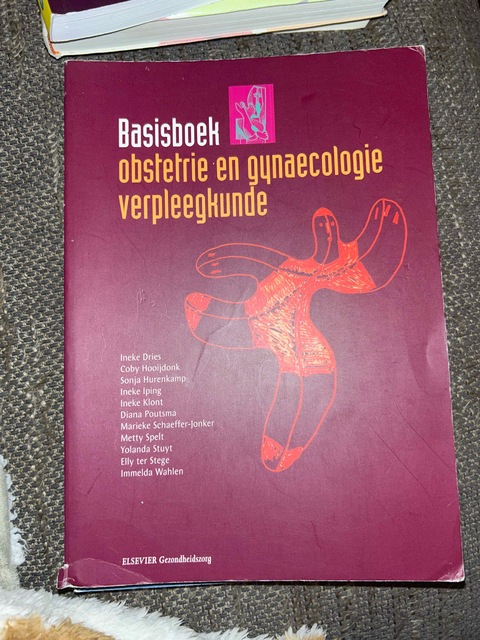 Basisboek
obstetrie en gynaecologie
verpleegkunde
Ineke Dries
Coby Hooijdonk
Sonja Hurenkamp
Ineke Iping
Ineke Klont
Diana Poutsma
Marieke Schaeffer-Jonker
Metty Spelt
Yolanda Stuyt
Elly ter Stege
Immelda Wahlen
ELSEVIER Gezondheidszorg